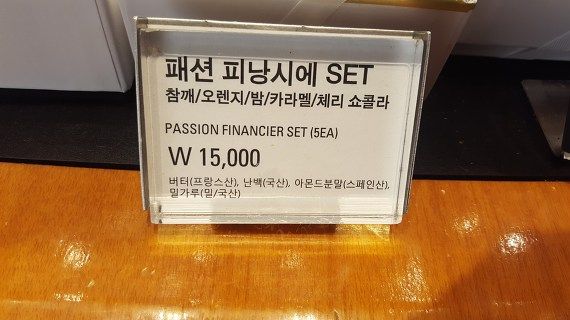 패션 피낭시에 SET
참깨/오렌지/밤/카라멜/체리 쇼콜라
PASSION FINANCIER SET (5EA)
W 15,000
버터(프랑스산), 난백(국산), 아몬드분말(스페인산),
밀가루(밀/국산)